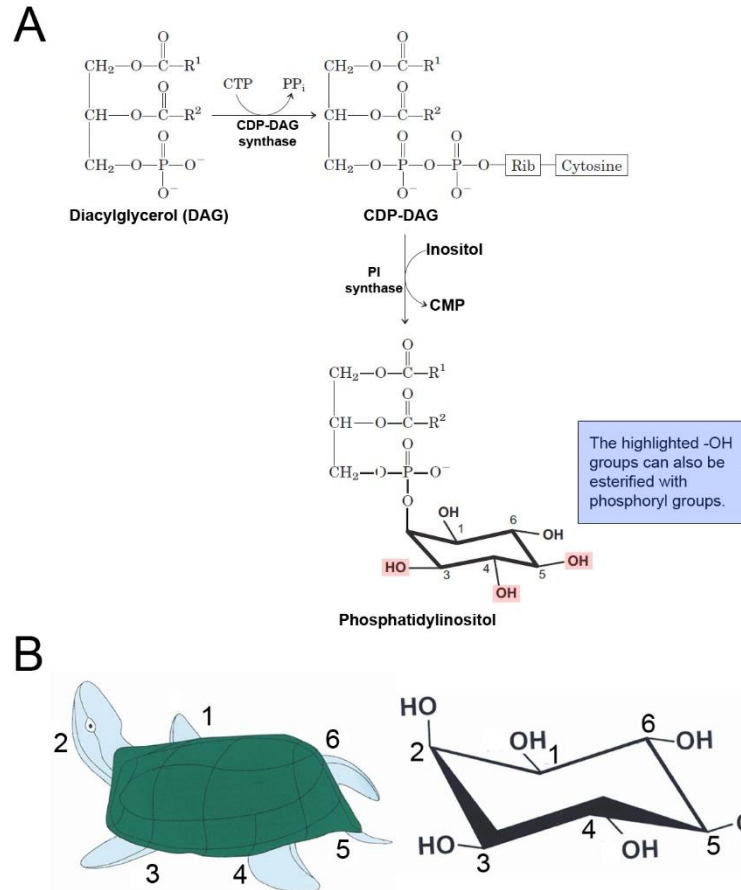 A
O
CH₂—O—C—R¹
O
CH—O—C—R²
O
CH₂—O—P—O⁻
O⁻
Diacylglycerol (DAG)
CTP PPᵢ
CDP-DAG
synthase
O
CH₂—O—C—R¹
O
CH—O—C—R²
O O
CH₂—O—P—O—P—O—Rib—Cytosine
O⁻ O⁻
CDP-DAG
Inositol
PI
synthase
CMP
O
CH₂—O—C—R¹
O
CH—O—C—R²
O
CH₂—O—P—O⁻
O
OH 6
1 OH
HO 3 4 5 OH
OH
Phosphatidylinositol
The highlighted -OH
groups can also be
esterified with
phosphoryl groups.
B
1
2 6
3 4 5
HO
2 OH 1 6 OH
HO 3 4 OH 5